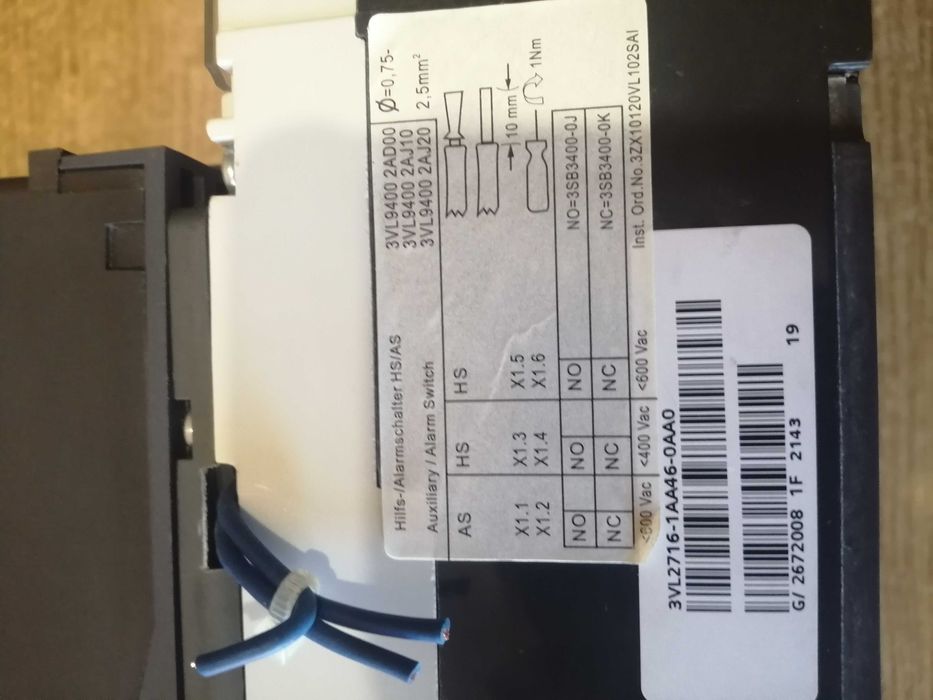 Hilfs-/Alarmschalter HS/AS
Auxiliary / Alarm Switch
3VL9400 2AD00
3VL9400 2AJ10
3VL9400 2AJ20
Ø=0,75-
2,5mm²
AS HS HS
X1.1 X1.3 X1.5
X1.2 X1.4 X1.6
10 mm
1Nm
NO NO NO NO=3SB3400-0J
NC NC NC NC=3SB3400-0K
<600 Vac <400 Vac <600 Vac Inst. Ord.No.3ZX10120VL102SAI
3VL2716-1AA46-0AA0
G/ 2672008 1F 2143 19